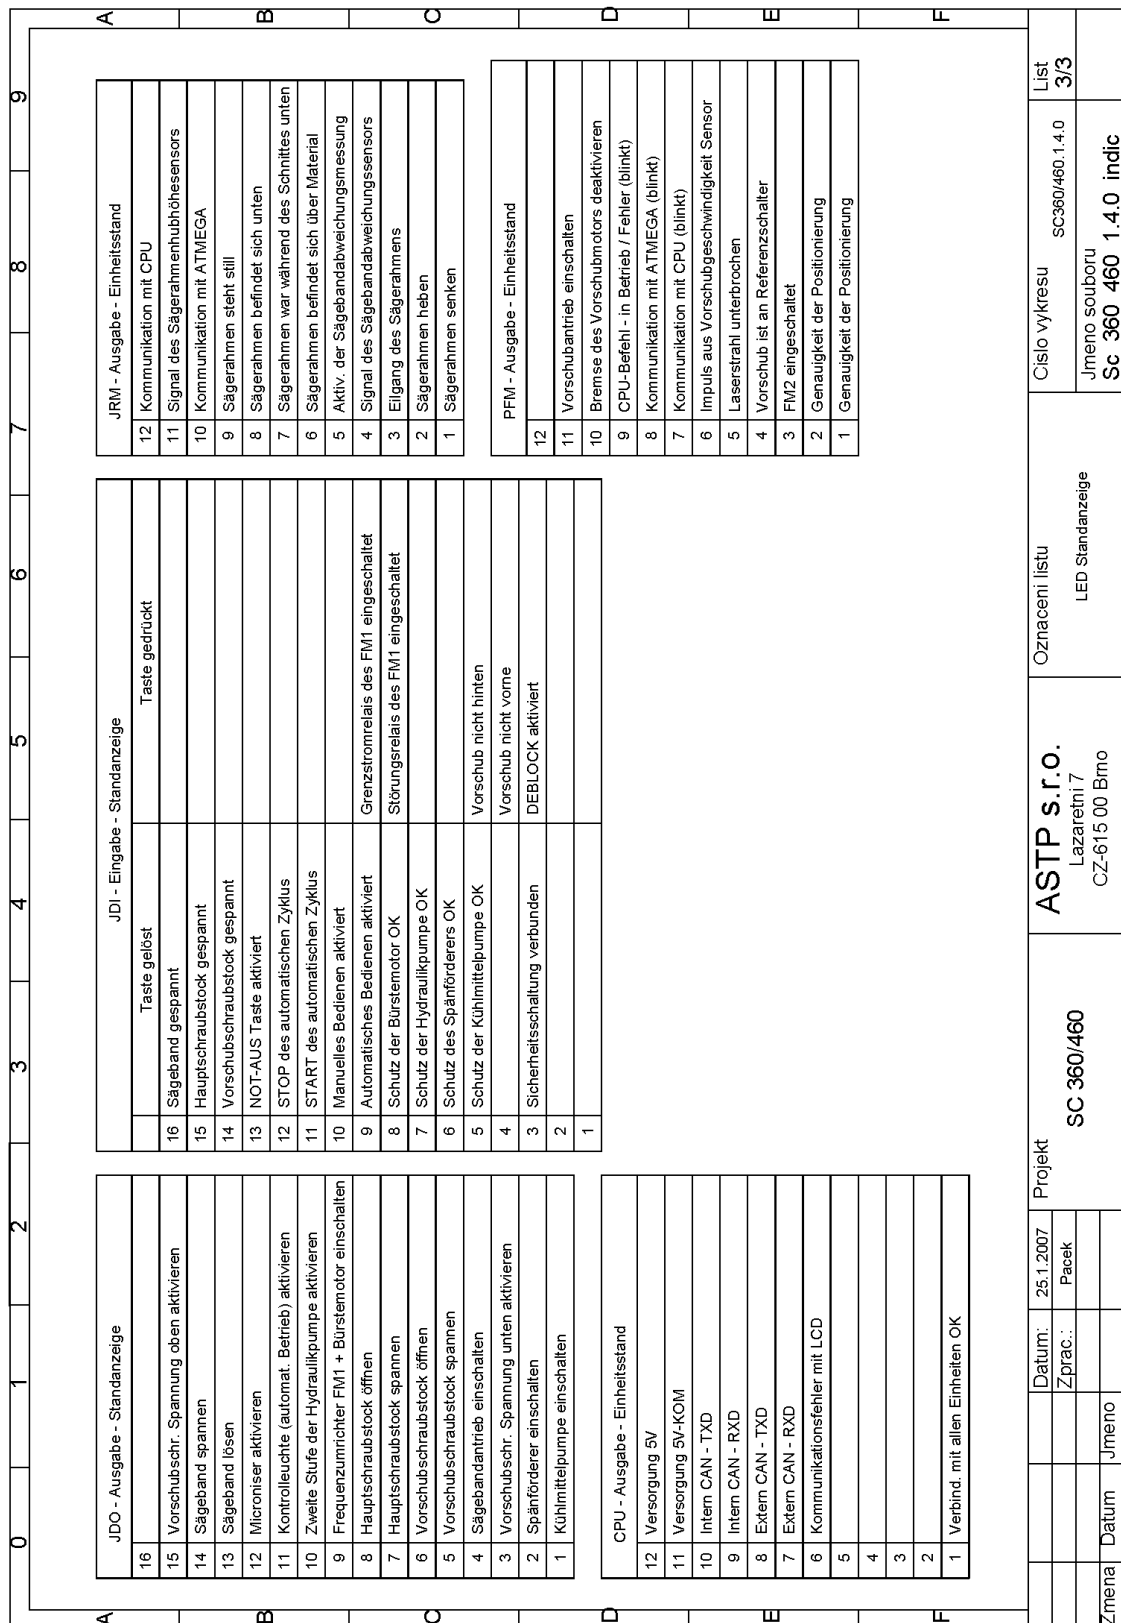 0 1 2 3 4 5 6 7 8 9
A
B
C
D
E
F
A
B
C
D
E
F
JDO - Ausgabe - Standanzeige
16
15 Vorschubschr. Spannung oben aktivieren
14 Sägeband spannen
13 Sägeband lösen
12 Microniser aktivieren
11 Kontrolleuchte (automat. Betrieb) aktivieren
10 Zweite Stufe der Hydraulikpumpe aktivieren
9 Frequenzumrichter FM1 + Bürstemotor einschalten
8 Hauptschraubstock öffnen
7 Hauptschraubstock spannen
6 Vorschubschraubstock öffnen
5 Vorschubschraubstock spannen
4 Sägebandantrieb einschalten
3 Vorschubschr. Spannung unten aktivieren
2 Spänförderer einschalten
1 Kühlmittelpumpe einschalten
JDI - Eingabe - Standanzeige
Taste gelöst Taste gedrückt
16 Sägeband gespannt
15 Hauptschraubstock gespannt
14 Vorschubschraubstock gespannt
13 NOT-AUS Taste aktiviert
12 STOP des automatischen Zyklus
11 START des automatischen Zyklus
10 Manuelles Bedienen aktiviert
9 Automatisches Bedienen aktiviert Grenzstromrelais des FM1 eingeschaltet
8 Schutz der Bürstemotor OK Störungsrelais des FM1 eingeschaltet
7 Schutz der Hydraulikpumpe OK
6 Schutz des Spänförderers OK
5 Schutz der Kühlmittelpumpe OK Vorschub nicht hinten
4 Vorschub nicht vorne
3 Sicherheitsschaltung verbunden DEBLOCK aktiviert
2
1
JRM - Ausgabe - Einheitsstand
12 Kommunikation mit CPU
11 Signal des Sägerahmenhubhöhesensors
10 Kommunikation mit ATMEGA
9 Sägerahmen steht still
8 Sägerahmen befindet sich unten
7 Sägerahmen war während des Schnittes unten
6 Sägerahmen befindet sich über Material
5 Aktiv. der Sägebandabweichungsmessung
4 Signal des Sägebandabweichungssensors
3 Eilgang des Sägerahmens
2 Sägerahmen heben
1 Sägerahmen senken
CPU - Ausgabe - Einheitsstand
12 Versorgung 5V
11 Versorgung 5V-KOM
10 Intern CAN - TXD
9 Intern CAN - RXD
8 Extern CAN - TXD
7 Extern CAN - RXD
6 Kommunikationsfehler mit LCD
5
4
3
2
1 Verbind. mit allen Einheiten OK
PFM - Ausgabe - Einheitsstand
12
11 Vorschubantrieb einschalten
10 Bremse des Vorschubmotors deaktivieren
9 CPU-Befehl - in Betrieb / Fehler (blinkt)
8 Kommunikation mit ATMEGA (blinkt)
7 Kommunikation mit CPU (blinkt)
6 Impuls aus Vorschubgeschwindigkeit Sensor
5 Laserstrahl unterbrochen
4 Vorschub ist an Referenzschalter
3 FM2 eingeschaltet
2 Genauigkeit der Positionierung
1 Genauigkeit der Positionierung
Zmena Datum Jmeno
Datum: 25.1.2007
Zprac.: Pacek
Projekt
SC 360/460
ASTP s.r.o.
Lazaretni 7
CZ-615 00 Brno
Oznaceni listu
LED Standanzeige
Cislo vykresu
SC360/460.1.4.0
Jmeno souboru
Sc 360 460 1.4.0 indic
List
3/3